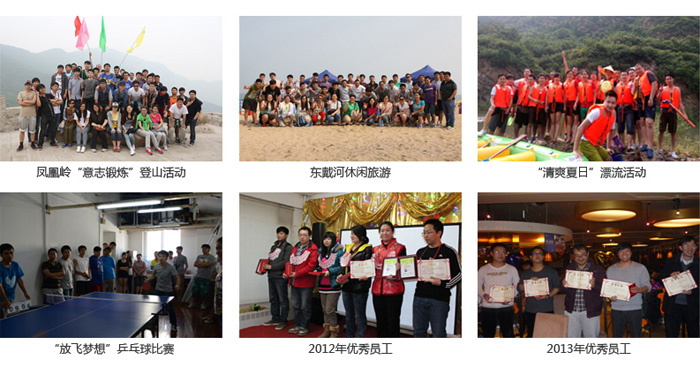 凤凰岭“意志锻炼”登山活动
东戴河休闲旅游
“清爽夏日”漂流活动
“放飞梦想”乒乓球比赛
2012年优秀员工
2013年优秀员工